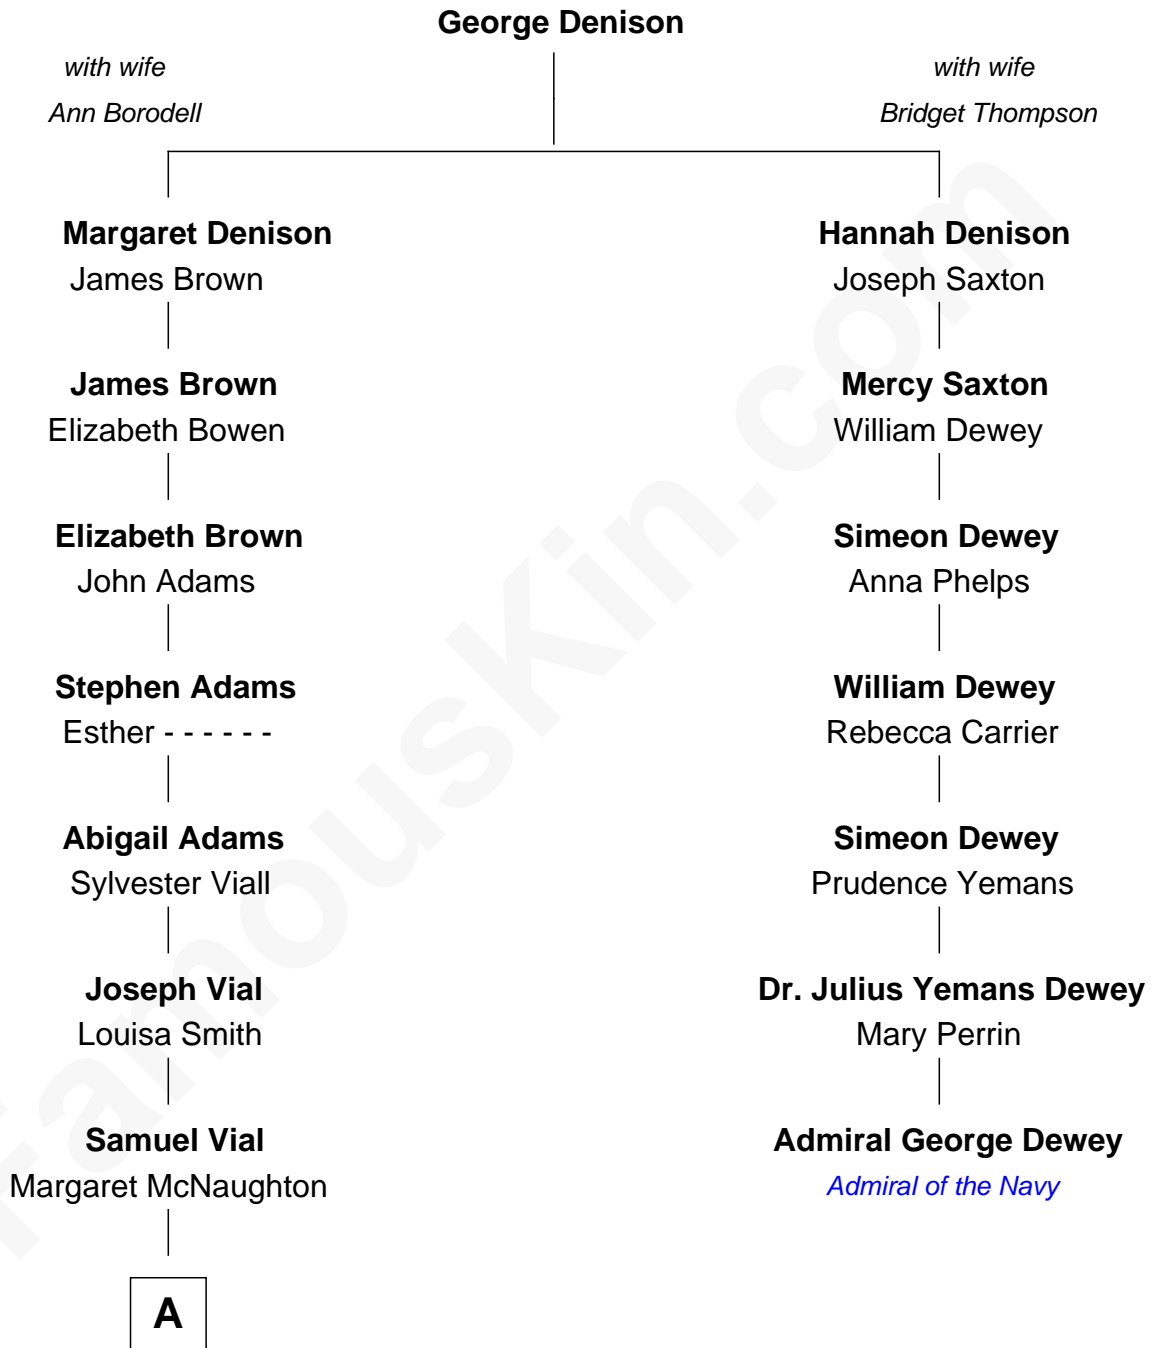 George Denison
with wife
Ann Borodell
with wife
Bridget Thompson
Margaret Denison
James Brown
Hannah Denison
Joseph Saxton
James Brown
Elizabeth Bowen
Mercy Saxton
William Dewey
Elizabeth Brown
John Adams
Simeon Dewey
Anna Phelps
Stephen Adams
Esther - - - - - -
William Dewey
Rebecca Carrier
Abigail Adams
Sylvester Viall
Simeon Dewey
Prudence Yemans
Joseph Vial
Louisa Smith
Dr. Julius Yemans Dewey
Mary Perrin
Samuel Vial
Margaret McNaughton
Admiral George Dewey
Admiral of the Navy
A
FamousKin.com